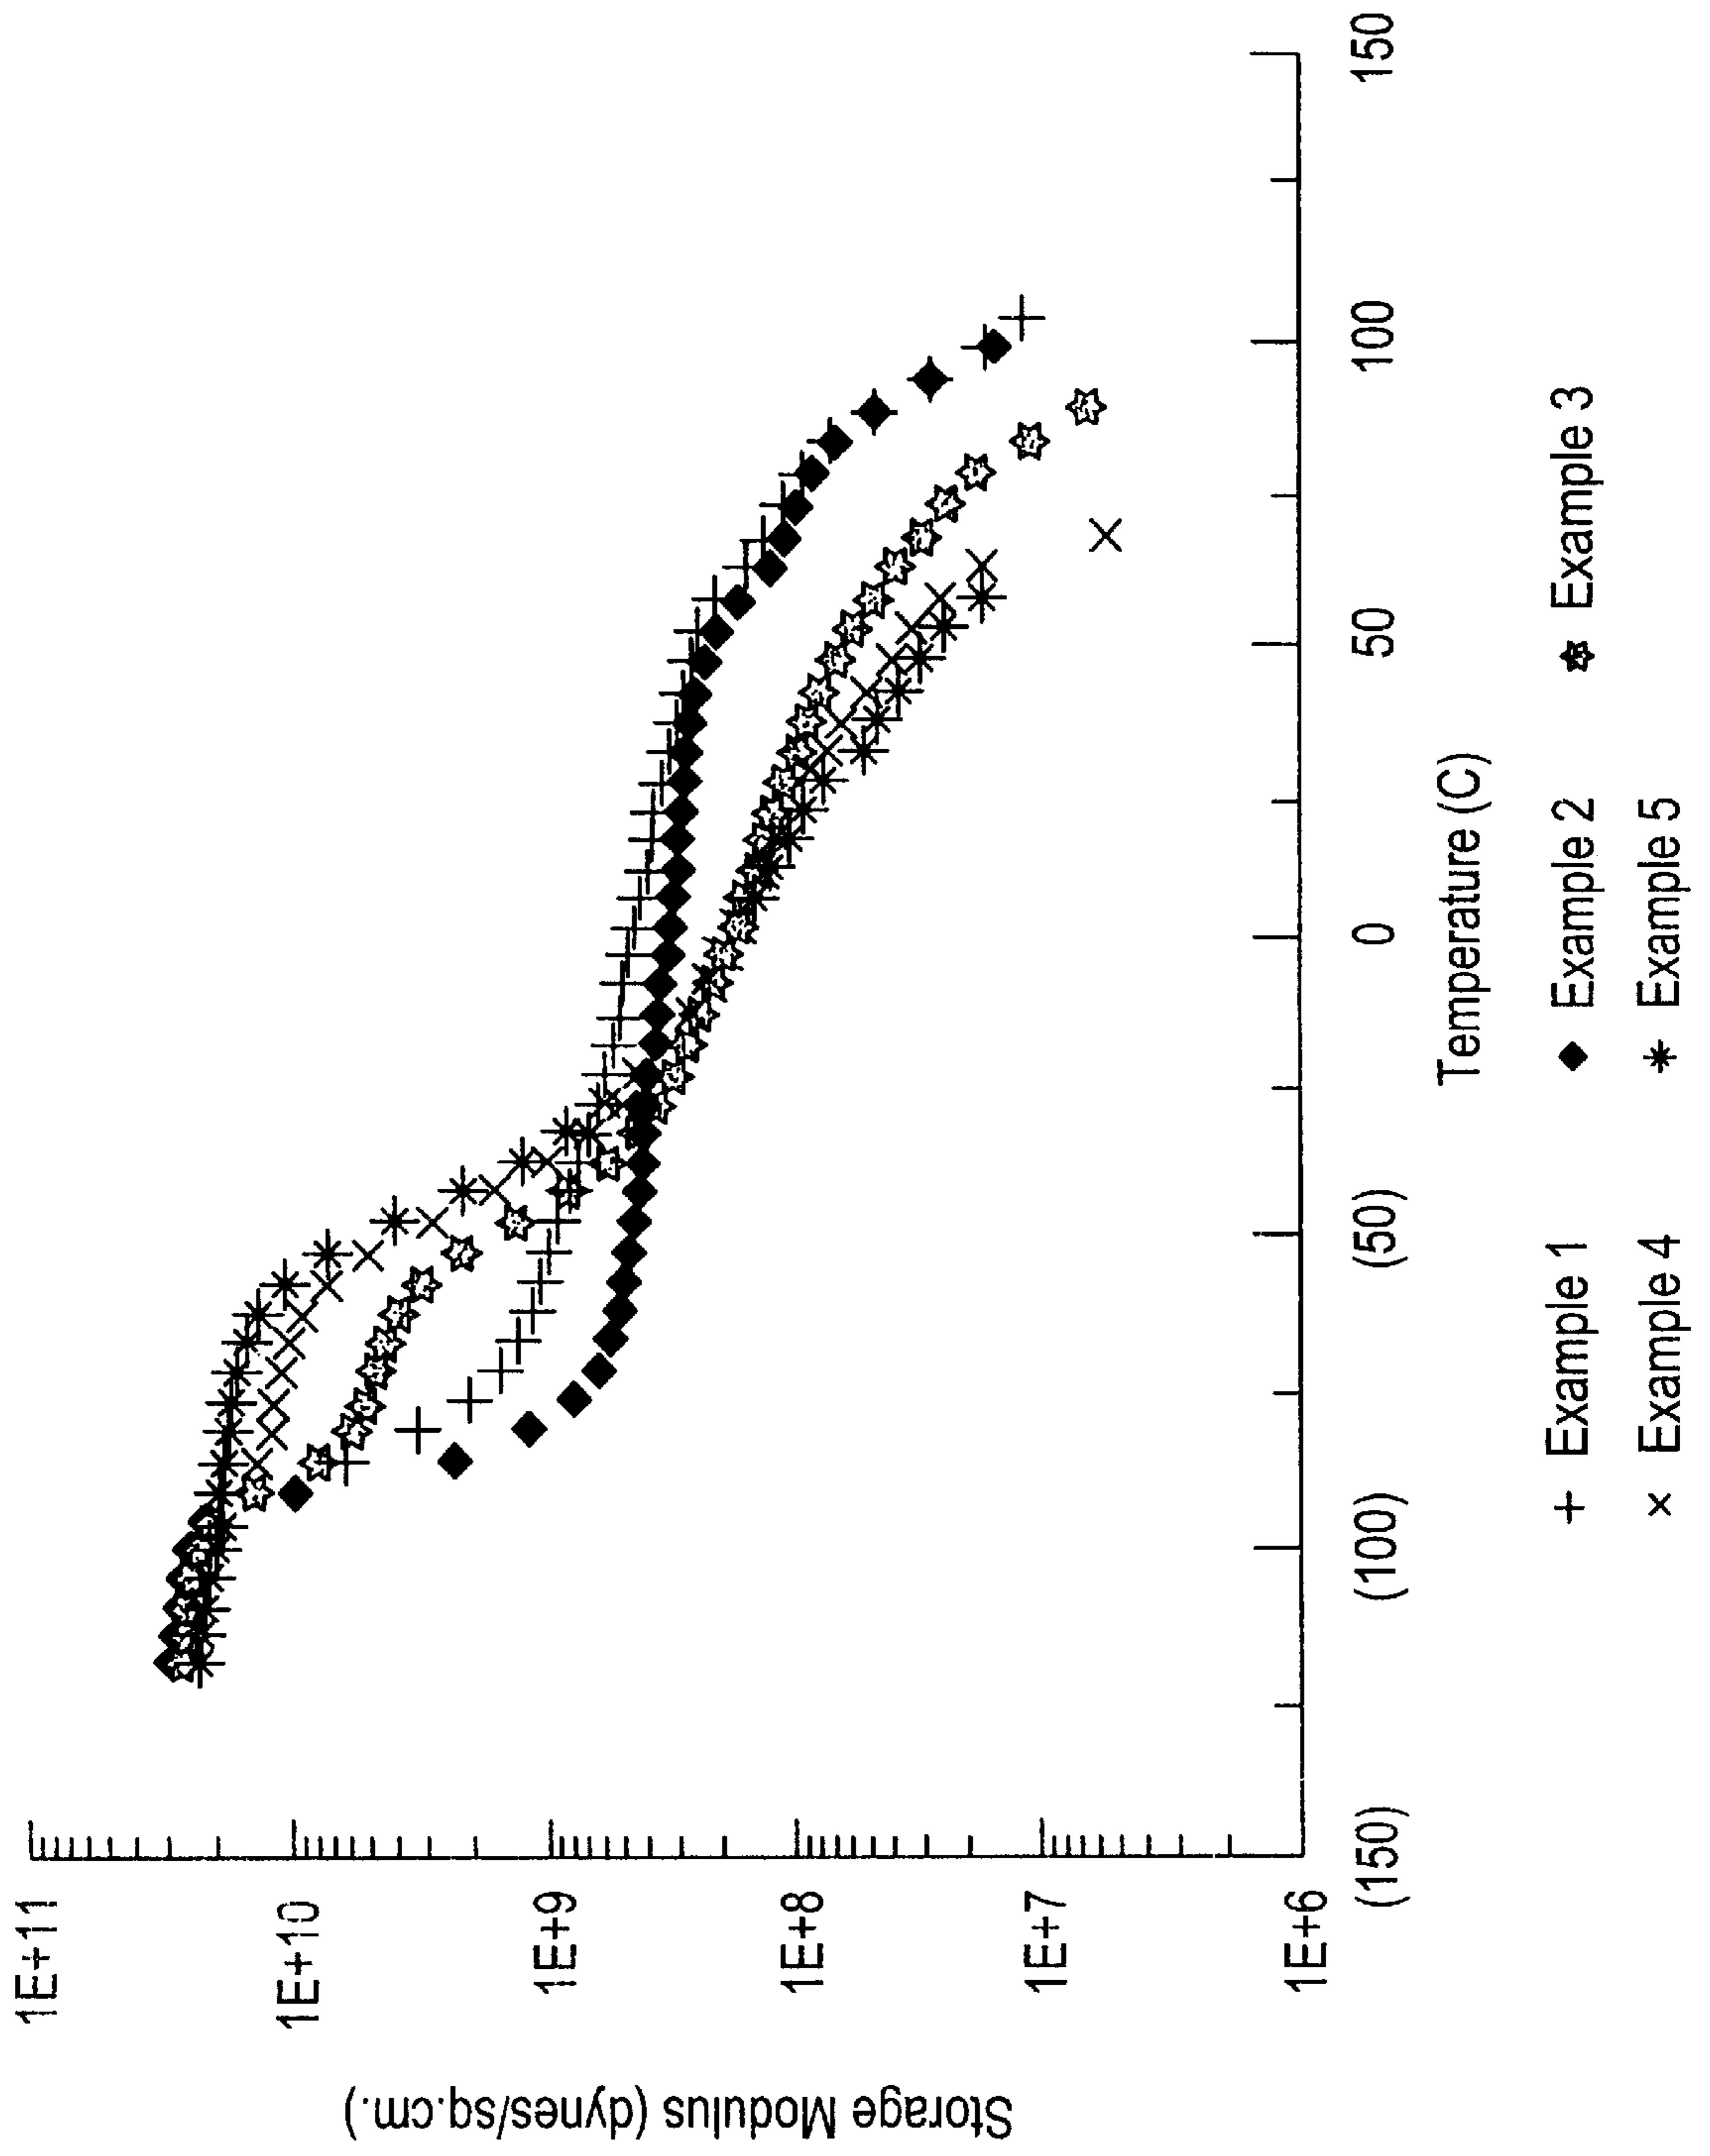 Storage Modulus (dynes/sq.cm.)
1E+11
1E+10
1E+9
1E+8
1E+7
1E+6
(150) (100) (50) 0 50 100 150
Temperature (C)
Example 1 Example 2 Example 3
Example 4 Example 5